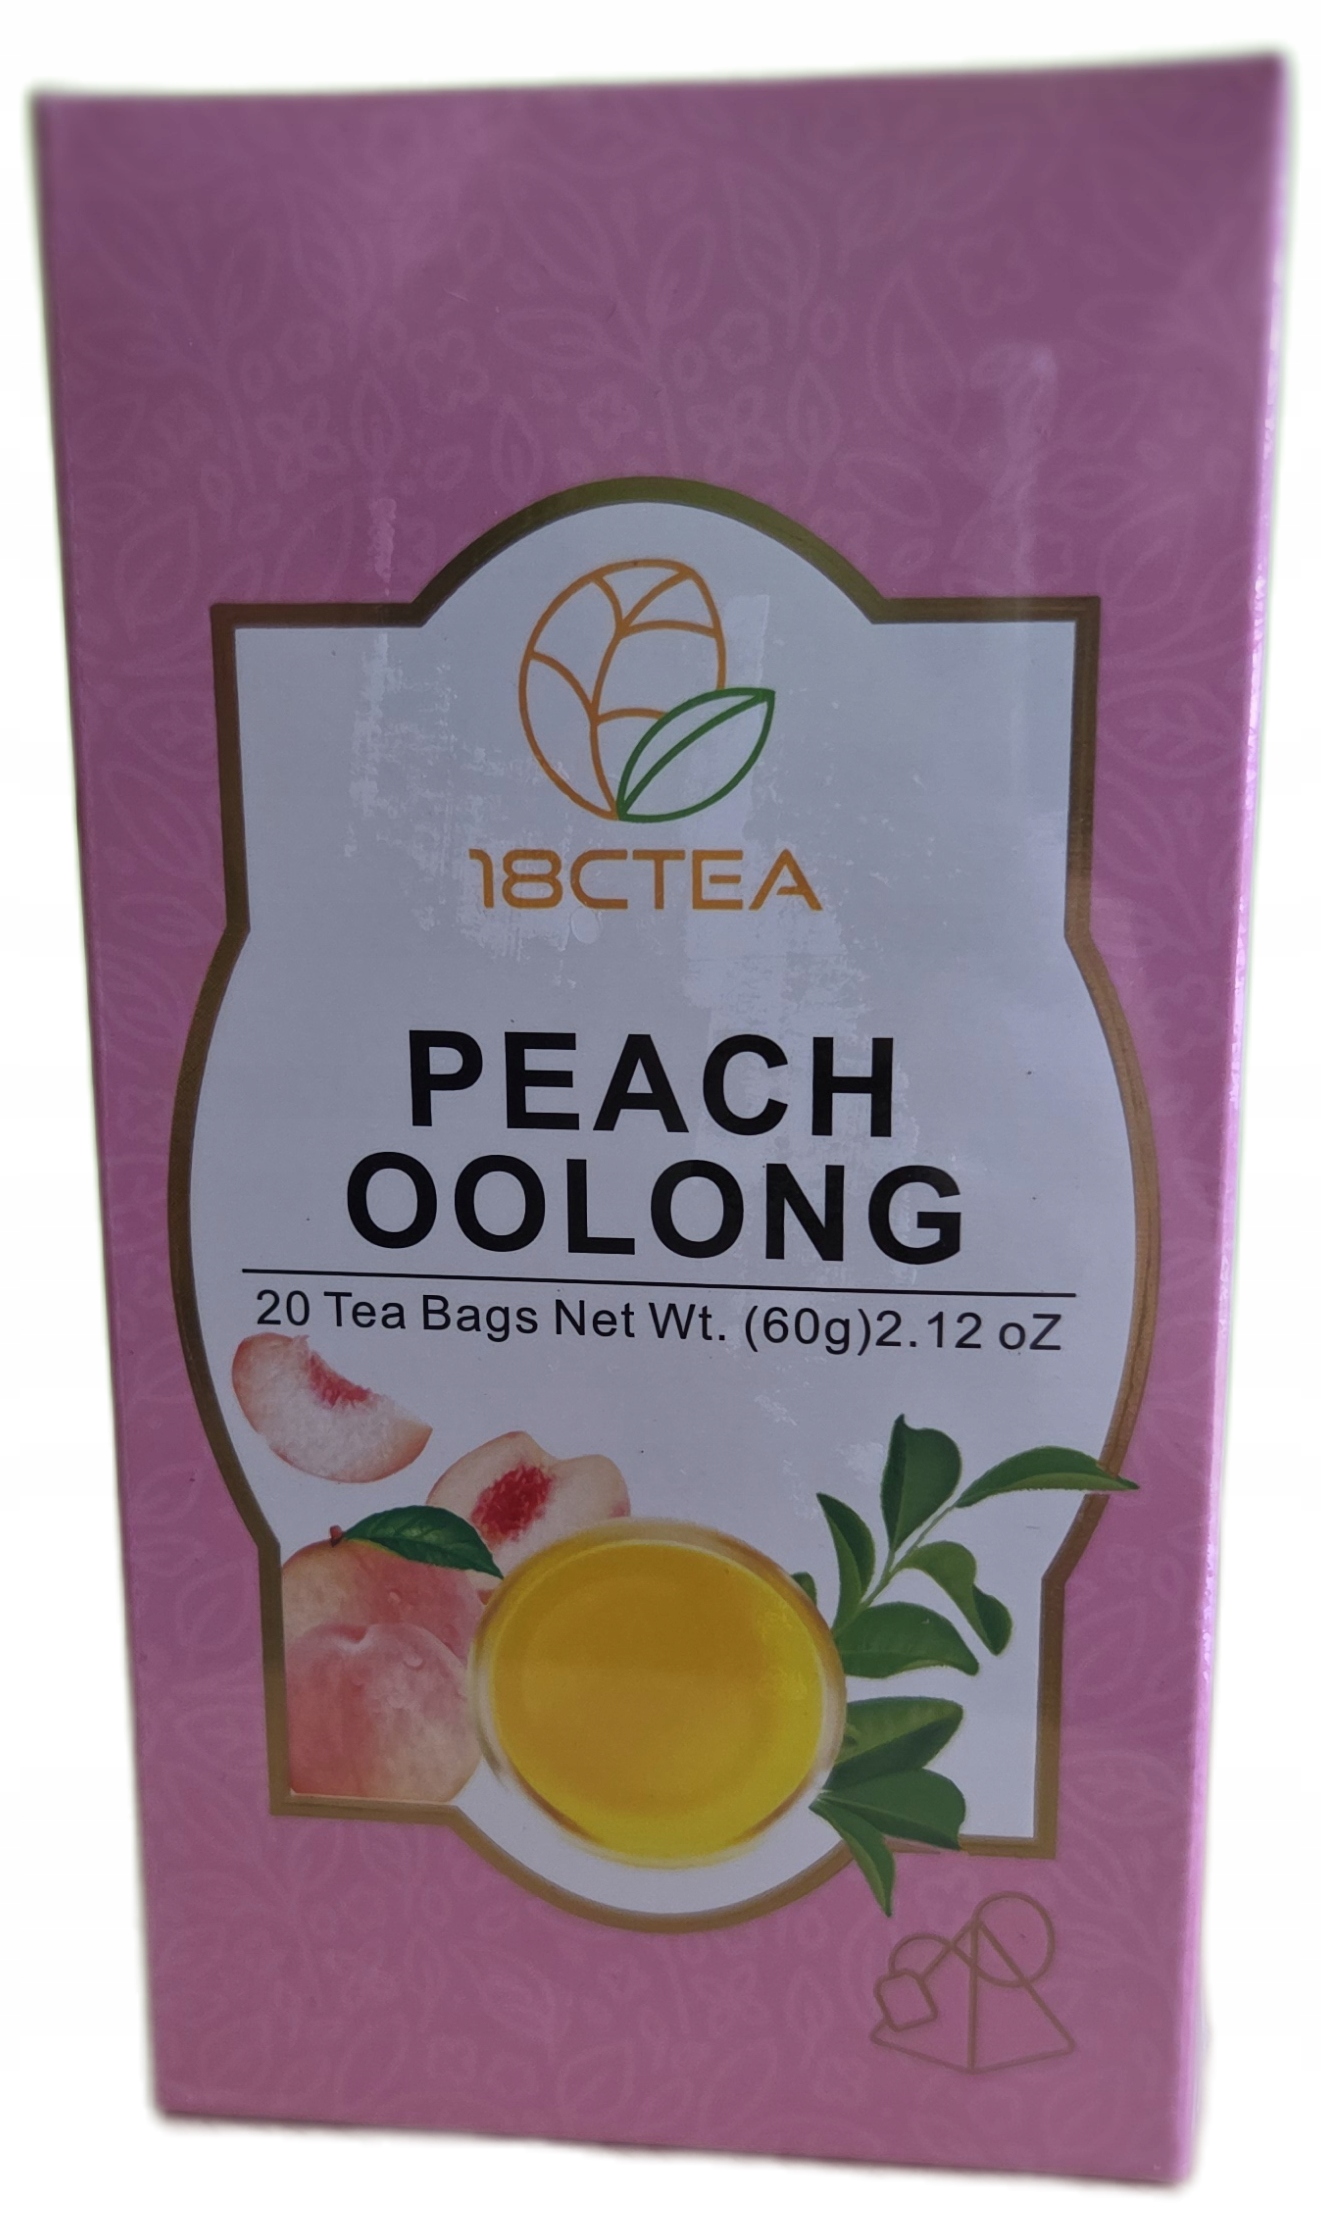 18CTEA
PEACH
OOLONG
20 Tea Bags Net Wt. (60g)2.12 oZ